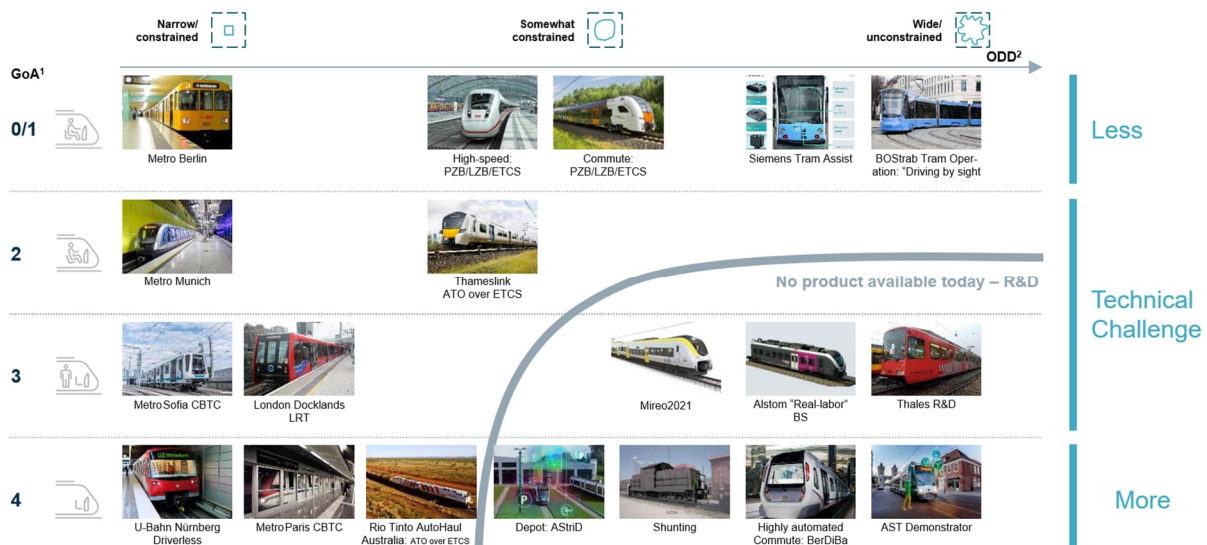 Narrow/
constrained
Somewhat
constrained
Wide/
unconstrained
ODD²
GoA¹
0/1
Metro Berlin
High-speed:
PZB/LZB/ETCS
Commute:
PZB/LZB/ETCS
Siemens Tram Assist
BOStrab Tram Oper-
ation: “Driving by sight
Less
2
Metro Munich
Thameslink
ATO over ETCS
No product available today – R&D
Technical
Challenge
3
Metro Sofia CBTC
London Docklands
LRT
Mireo2021
Alstom “Real-labor”
BS
Thales R&D
4
U-Bahn Nürnberg
Driverless
Metro Paris CBTC
Rio Tinto AutoHaul
Australia: ATO over ETCS
Depot: AStriD
Shunting
Highly automated
Commute: BerDiBa
AST Demonstrator
More